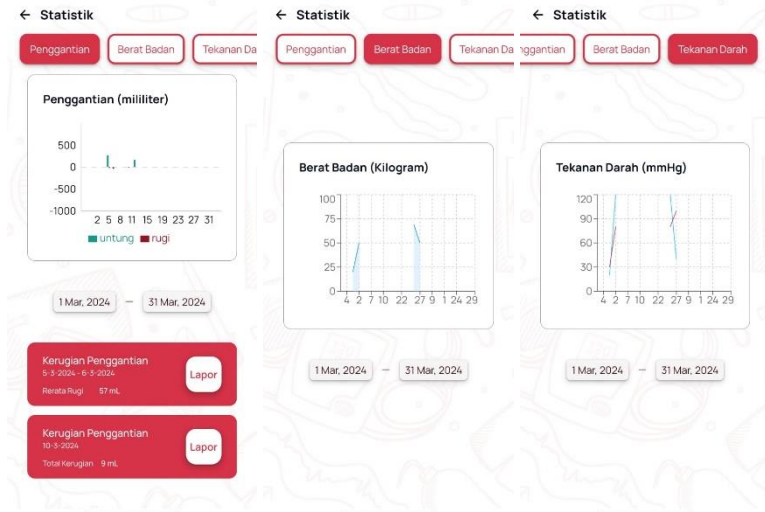 ← Statistik
Penggantian Berat Badan Tekanan Da
Penggantian (mililiter)
500
0
-500
-1000
2 5 8 11 15 19 23 27 31
untung rugi
1 Mar, 2024 – 31 Mar, 2024
Kerugian Penggantian
5-3-2024 - 6-3-2024
Rerata Rugi 57 mL
Lapor
Kerugian Penggantian
10-3-2024
Total Kerugian 9 mL
Lapor
← Statistik
Penggantian Berat Badan Tekanan Da
Berat Badan (Kilogram)
100
75
50
25
0
4 2 7 10 22 27 9 1 24 29
1 Mar, 2024 – 31 Mar, 2024
← Statistik
nggantian Berat Badan Tekanan Darah
Tekanan Darah (mmHg)
120
90
60
30
0
4 2 7 10 22 27 9 1 24 29
1 Mar, 2024 – 31 Mar, 2024